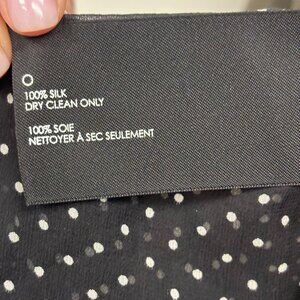 O
100% SILK
DRY CLEAN ONLY
100% SOIE
NETTOYER À SEC SEULEMENT